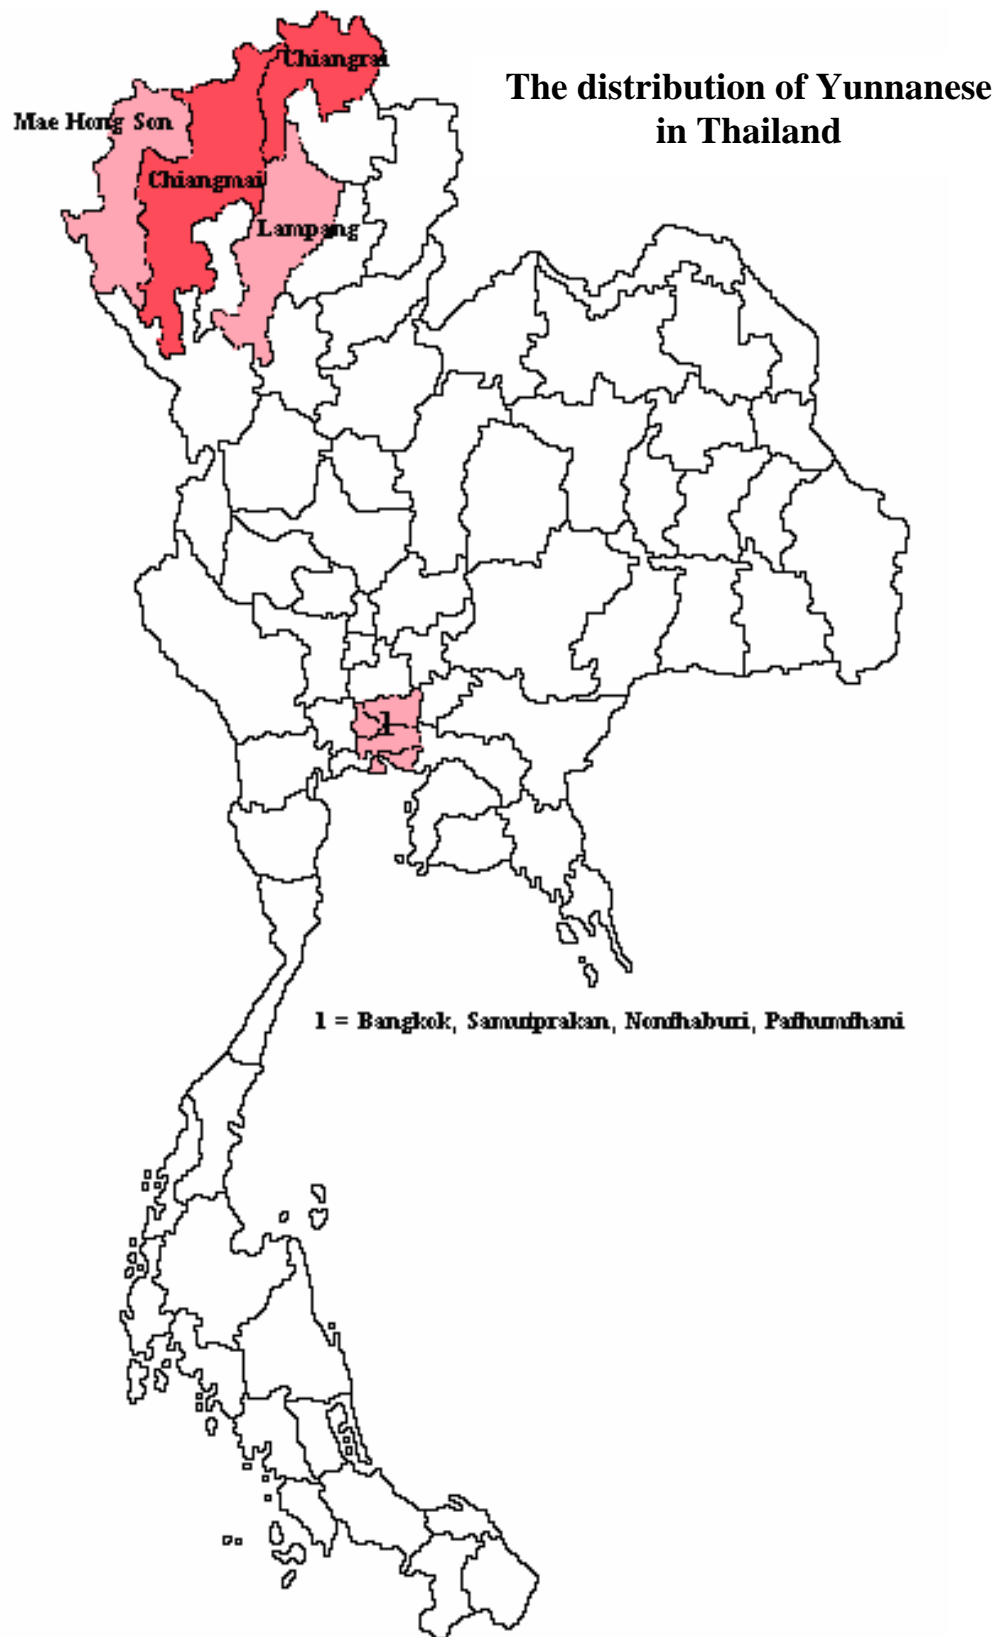 The distribution of Yunnanese
in Thailand
Chiangrai
Mae Hong Son
Chiangmai
Lampang
1
1 = Bangkok, Samutprakan, Nonthaburi, Pathumthani